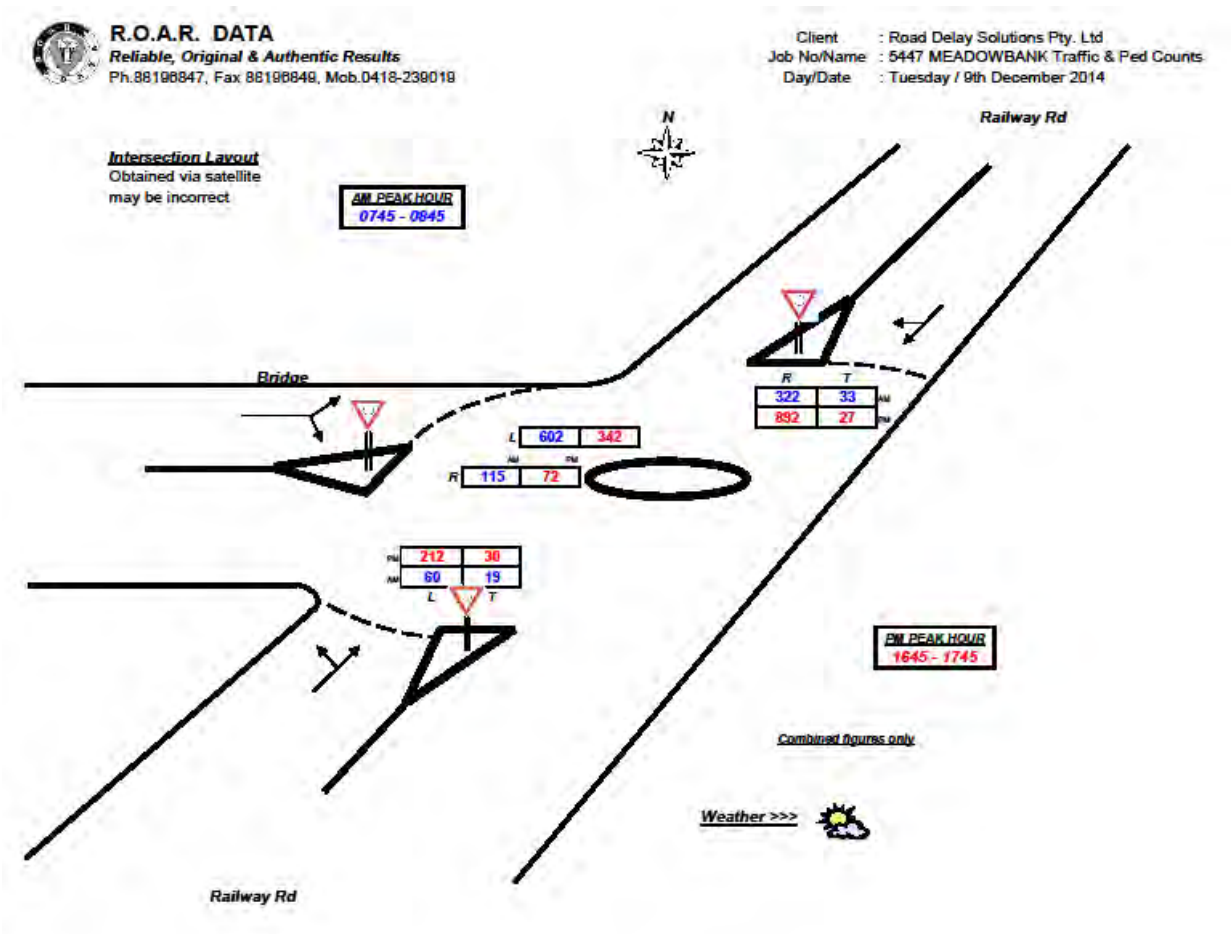 R.O.A.R. DATA
Reliable, Original & Authentic Results
Ph.88196847, Fax 88196849, Mob.0418-239019
Client : Road Delay Solutions Pty. Ltd
Job No/Name : 5447 MEADOWBANK Traffic & Ped Counts
Day/Date : Tuesday / 9th December 2014
N
Railway Rd
Intersection Layout
Obtained via satellite
may be incorrect
AM PEAK HOUR
0745 - 0845
Bridge
R T
322 33 AM
892 27 PM
L 602 342
AM PM
R 115 72
PM 212 30
AM 60 19
L T
PM PEAK HOUR
1645 - 1745
Combined figures only
Weather >>>
Railway Rd